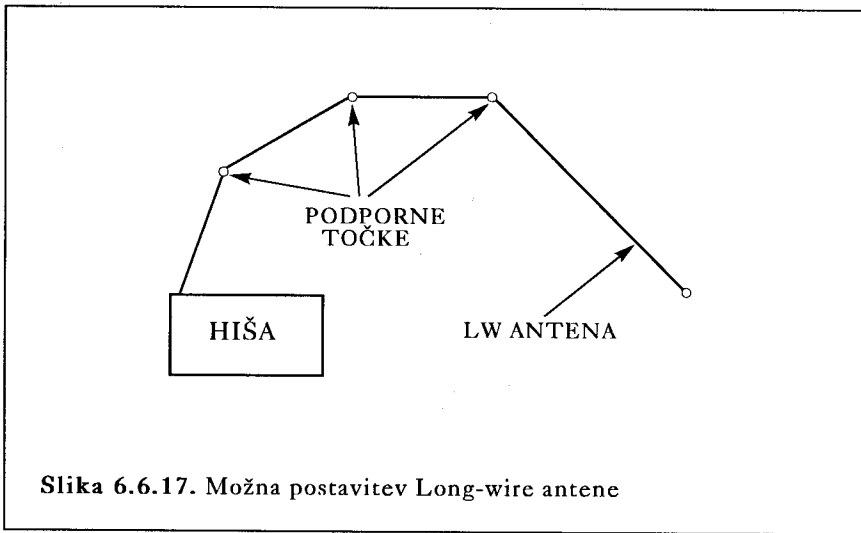 PODPORNE
TOČKE
HIŠA
LW ANTENA
Slika 6.6.17. Možna postavitev Long-wire antene